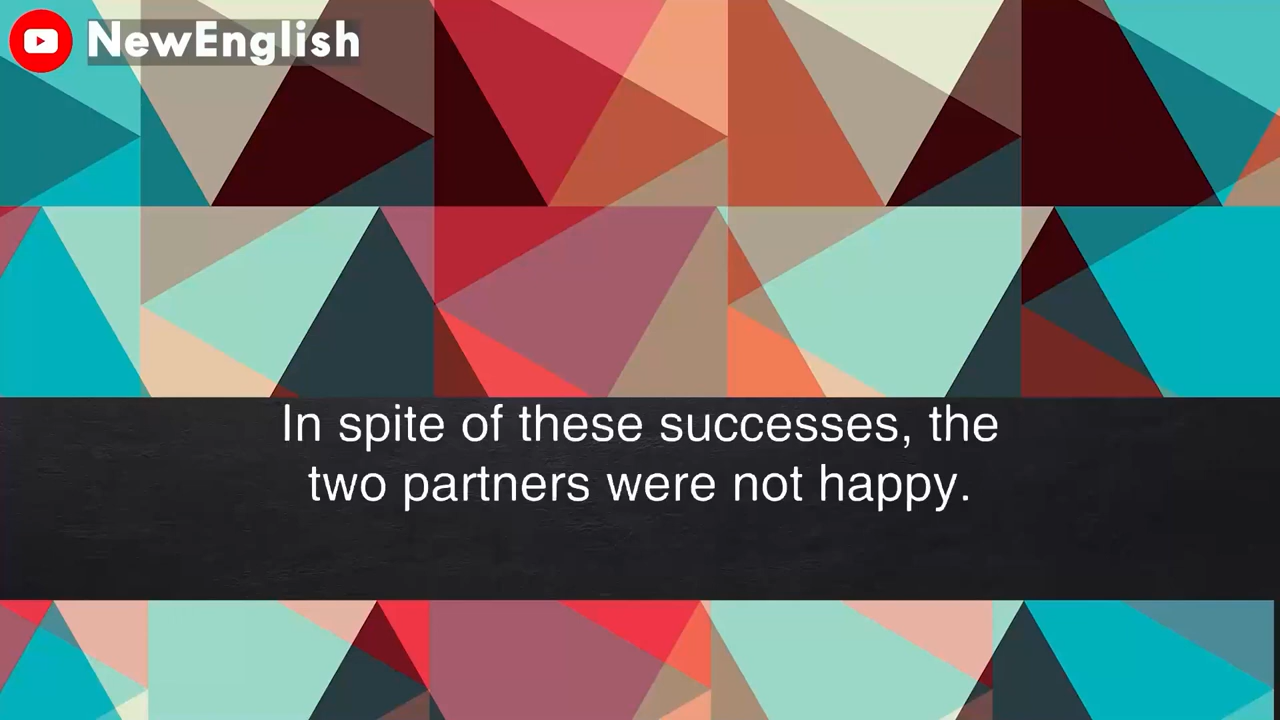 NewEnglish
In spite of these successes, the
two partners were not happy.